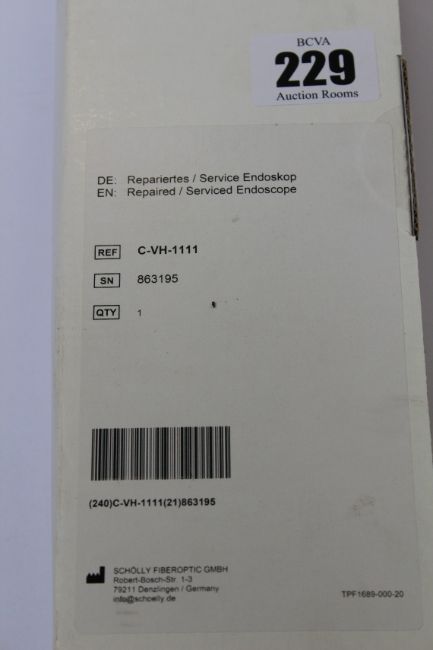 BCVA
229
Auction Rooms
DE: Repariertes / Service Endoskop
EN: Repaired / Serviced Endoscope
REF C-VH-1111
SN 863195
QTY 1
(240)C-VH-1111(21)863195
SCHÖLLY FIBEROPTIC GMBH
Robert-Bosch-Str. 1-3
79211 Denzlingen / Germany
info@schoelly.de
TPF1689-000-20